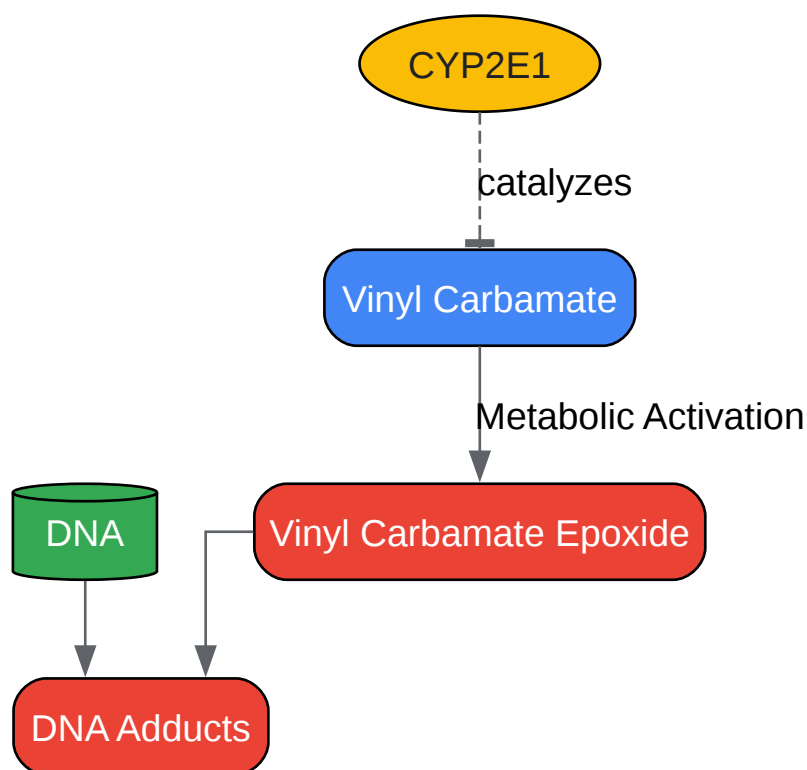 CYP2E1
catalyzes
Vinyl Carbamate
Metabolic Activation
DNA
Vinyl Carbamate Epoxide
DNA Adducts